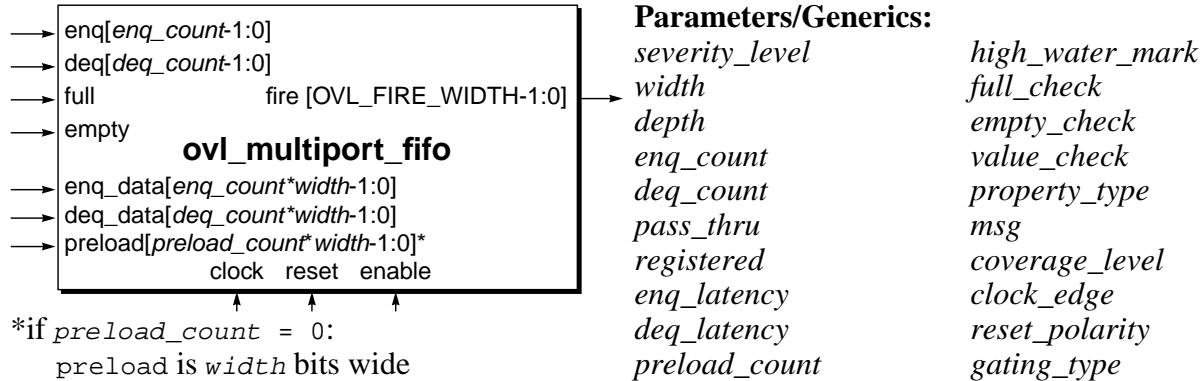 enq[enq_count-1:0]
deq[deq_count-1:0]
full fire [OVL_FIRE_WIDTH-1:0]
empty
ovl_multiport_fifo
enq_data[enq_count*width-1:0]
deq_data[deq_count*width-1:0]
preload[preload_count*width-1:0]*
clock reset enable
*if preload_count = 0:
preload is width bits wide
Parameters/Generics:
severity_level high_water_mark
width full_check
depth empty_check
enq_count value_check
deq_count property_type
pass_thru msg
registered coverage_level
enq_latency clock_edge
deq_latency reset_polarity
preload_count gating_type